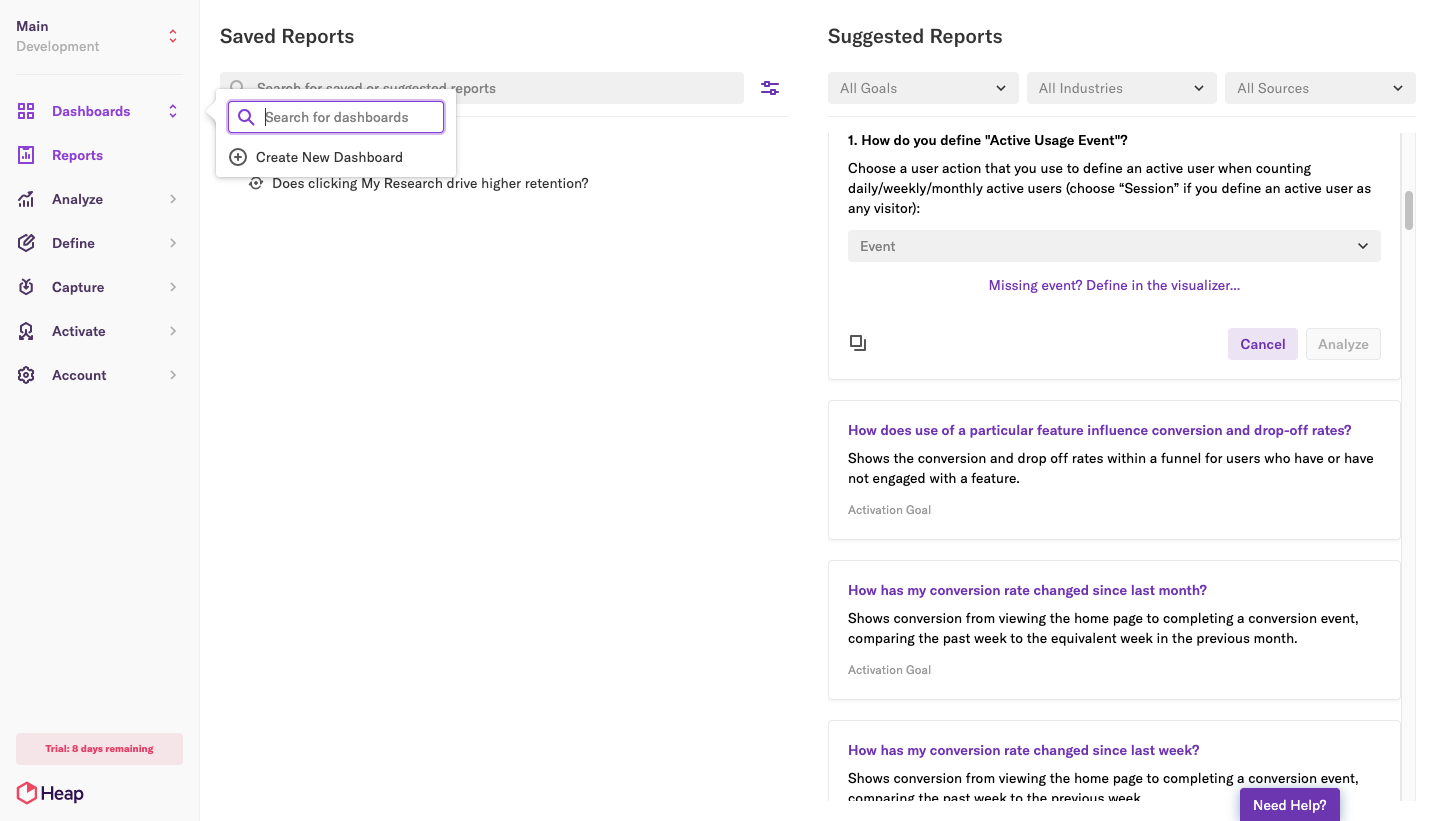 Main
Development
Dashboards
Reports
Analyze
Define
Capture
Activate
Account
Trial: 8 days remaining
Heap
Saved Reports
Search for saved or suggested reports
Search for dashboards
Create New Dashboard
Does clicking My Research drive higher retention?
Suggested Reports
All Goals
All Industries
All Sources
1. How do you define "Active Usage Event"?
Choose a user action that you use to define an active user when counting
daily/weekly/monthly active users (choose “Session” if you define an active user as
any visitor):
Event
Missing event? Define in the visualizer...
Cancel
Analyze
How does use of a particular feature influence conversion and drop-off rates?
Shows the conversion and drop off rates within a funnel for users who have or have
not engaged with a feature.
Activation Goal
How has my conversion rate changed since last month?
Shows conversion from viewing the home page to completing a conversion event,
comparing the past week to the equivalent week in the previous month.
Activation Goal
How has my conversion rate changed since last week?
Shows conversion from viewing the home page to completing a conversion event,
comparing the past week to the previous week.
Need Help?